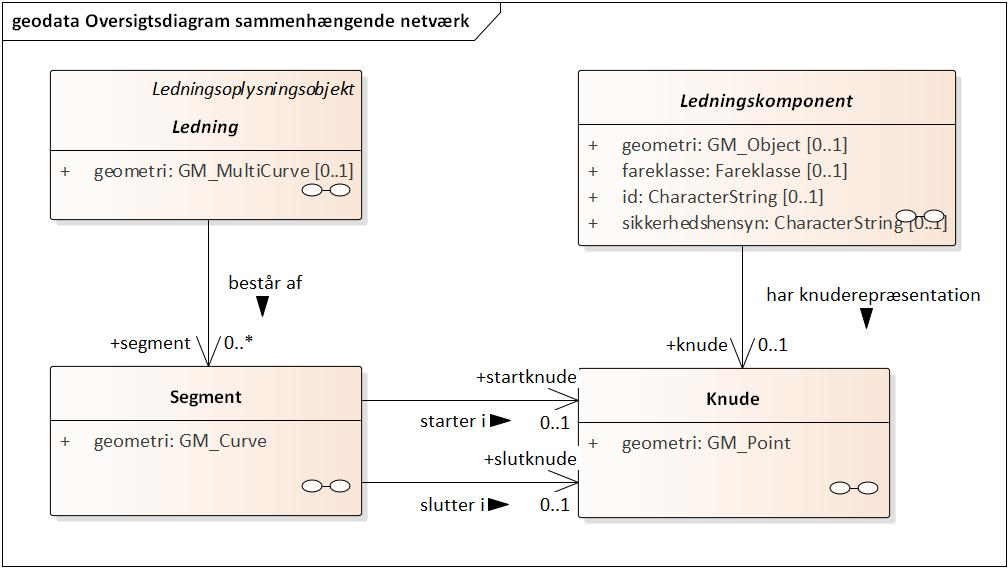 geodata Oversigtsdiagram sammenhængende netværk
Ledningsoplysningsobjekt
Ledning
+ geometri: GM_MultiCurve [0..1]
Ledningskomponent
+ geometri: GM_Object [0..1]
+ fareklasse: Fareklasse [0..1]
+ id: CharacterString [0..1]
+ sikkerhedshensyn: CharacterString [0..1]
består af
+segment 0..*
har knuderepræsentation
+knude 0..1
Segment
+ geometri: GM_Curve
+startknude
starter i 0..1
+slutknude
slutter i 0..1
Knude
+ geometri: GM_Point